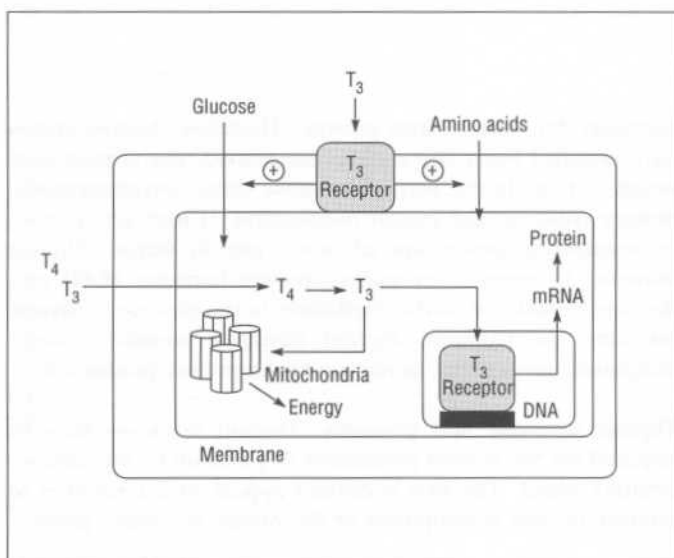 T3
Glucose
Amino acids
T3
Receptor
+
+
Protein
T4
T3
T4
T3
mRNA
T3
Receptor
Mitochondria
DNA
Energy
Membrane